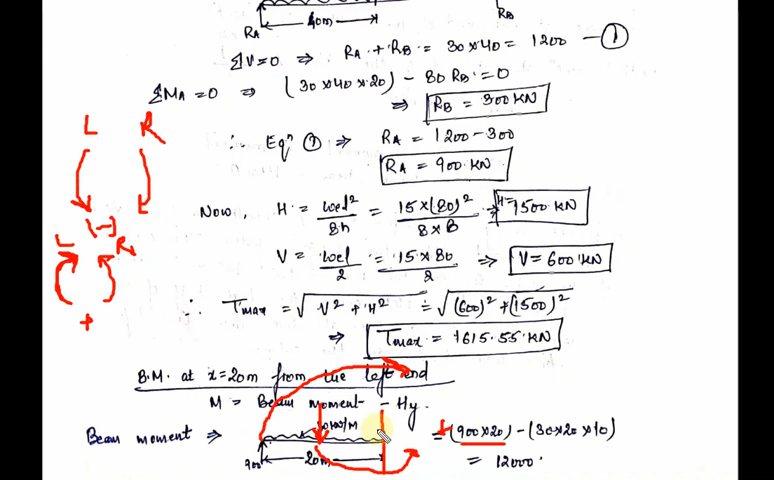 RA 40m RB
ΣV=0 ⇒ RA + RB = 30×40 = 1200 — ①
ΣMA=0 ⇒ (30×40×20) - 80 RB = 0
⇒ RB = 300 KN
L R
∴ Eqn ① ⇒ RA = 1200 - 300
RA = 900 KN
Now, H = wel²/8h = 15×(80)²/8×8 ⇒ H= 1500 KN
(-)
L R
V = wel/2 = 15×80/2 ⇒ V = 600 KN
+
∴ Tmax = √V² + H² = √(600)² + (1500)²
⇒ Tmax = 1615.55 KN
B.M. at x=20m from the left end
M = Beam moment - Hy.
30 KN/M
Beam moment ⇒ = +(900×20) - (30×20×10)
900 20m = 12000.